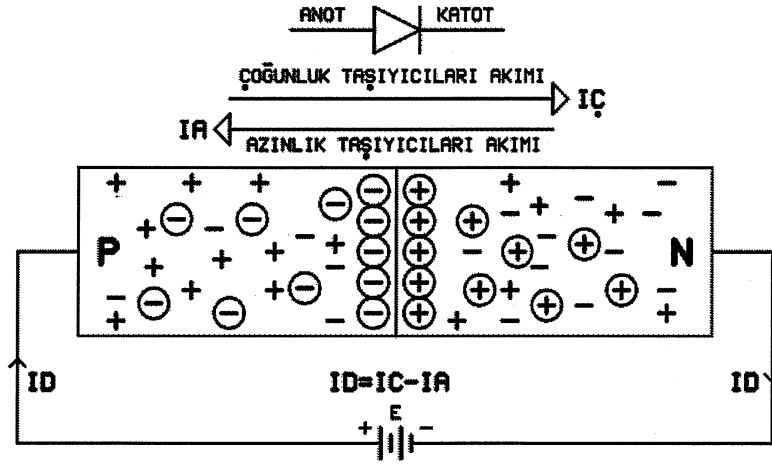 ANOT KATOT
ÇOĞUNLUK TAŞIYICILARI AKIMI
IÇ
IA
AZINLIK TAŞIYICILARI AKIMI
P N
ID ID=IC-IA ID
+ E -